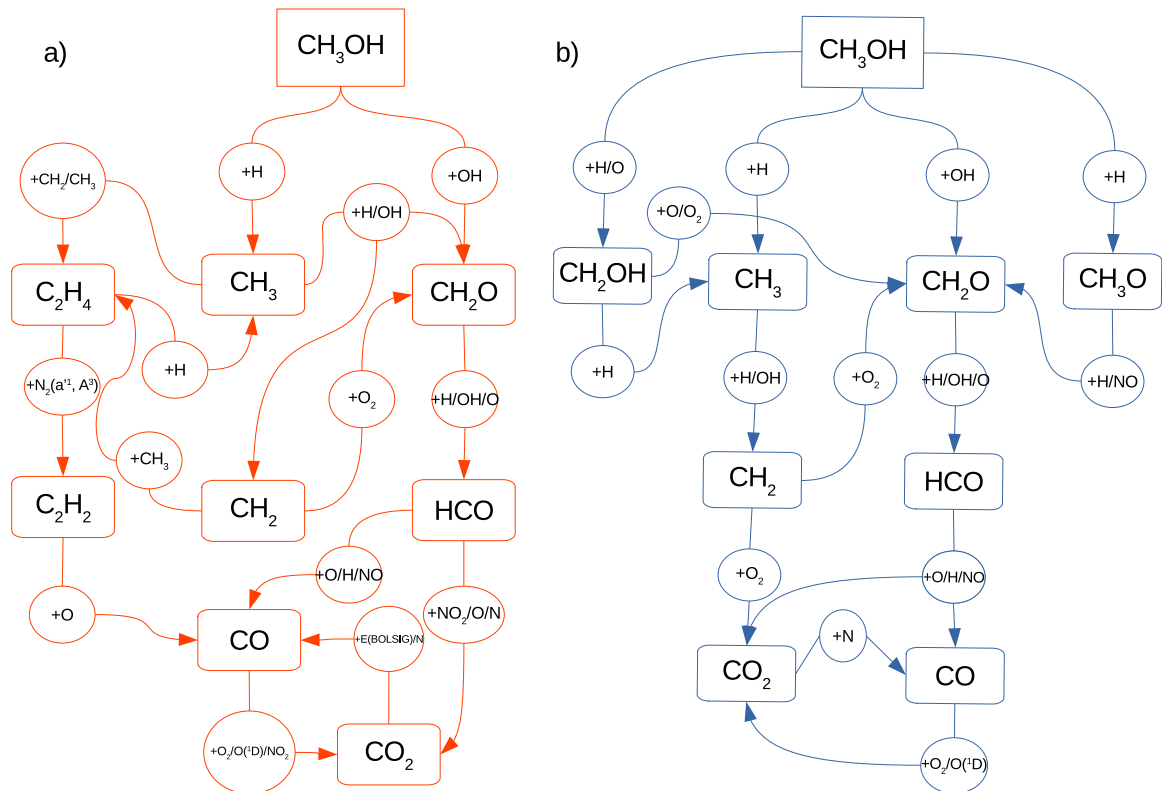 a)
CH₃OH
+CH₂/CH₃
+H
+H/OH
+OH
C₂H₄
CH₃
CH₂O
+N₂(a'¹, A³)
+H
+O₂
+H/OH/O
+CH₃
C₂H₂
CH₂
HCO
+O
+O/H/NO
+NO₂/O/N
CO
+E(BOLSIG)/N
+O₂/O(¹D)/NO₂
CO₂
b)
CH₃OH
+H/O
+H
+OH
+H
+O/O₂
CH₂OH
CH₃
CH₂O
CH₃O
+H
+H/OH
+O₂
+H/OH/O
+H/NO
CH₂
HCO
+O₂
+O/H/NO
+N
CO₂
CO
+O₂/O(¹D)